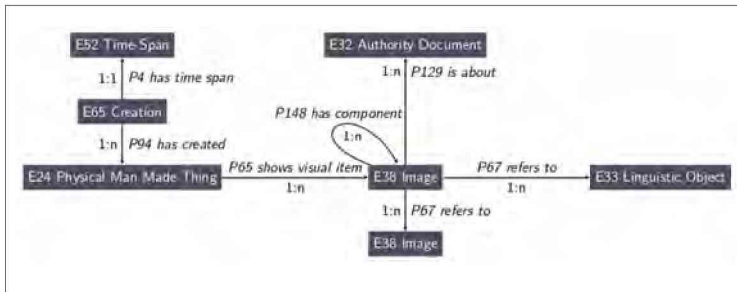 E52 Time-Span
E32 Authority Document
1:1 P4 has time span
1:n P129 is about
E65 Creation
P148 has component
1:n
1:n P94 has created
E24 Physical Man Made Thing
P65 shows visual item
1:n
E38 Image
P67 refers to
1:n
E33 Linguistic Object
1:n P67 refers to
E38 Image